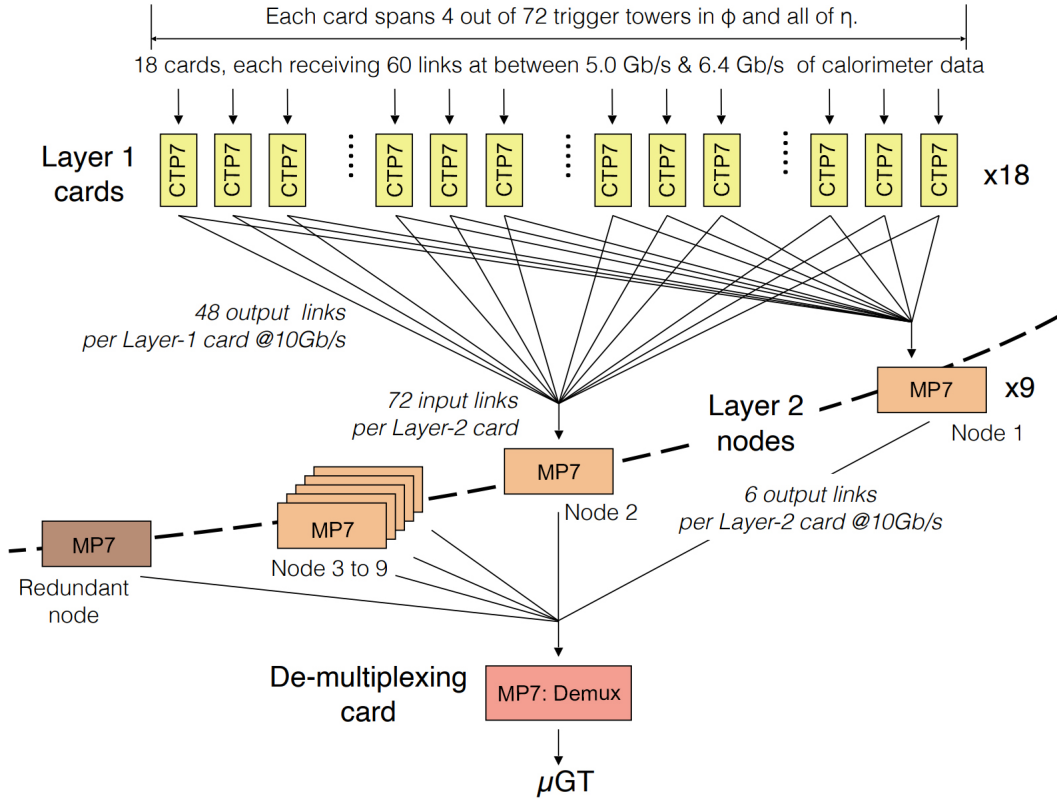 Each card spans 4 out of 72 trigger towers in ϕ and all of η.
18 cards, each receiving 60 links at between 5.0 Gb/s & 6.4 Gb/s of calorimeter data
Layer 1
cards
CTP7
CTP7
CTP7
CTP7
CTP7
CTP7
CTP7
CTP7
CTP7
CTP7
CTP7
CTP7
x18
48 output links
per Layer-1 card @10Gb/s
72 input links
per Layer-2 card
Layer 2
nodes
MP7
x9
Node 1
MP7
Node 2
6 output links
per Layer-2 card @10Gb/s
MP7
Node 3 to 9
MP7
Redundant
node
De-multiplexing
card
MP7: Demux
μGT